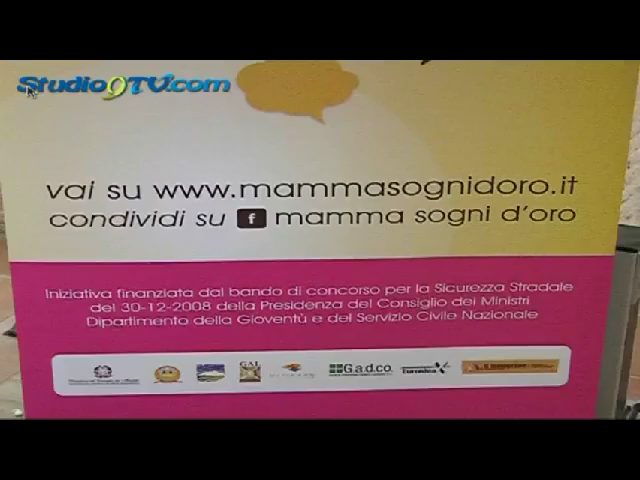 Studio9TV.com
vai su www.mammasognidoro.it
condividi su f mamma sogni d'oro
Iniziativa finanziata dal bando di concorso per la Sicurezza Stradale
del 30-12-2008 della Presidenza del Consiglio dei Ministri
Dipartimento della Gioventù e del Servizio Civile Nazionale
GAL G.a.d.co.